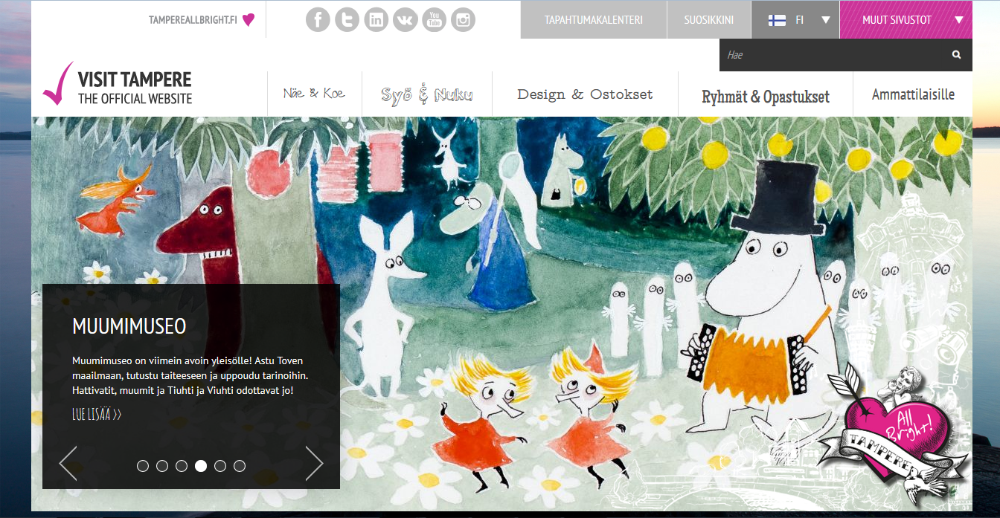 TAMPEREALLBRIGHT.FI
You Tube
TAPAHTUMAKALENTERI
SUOSIKKINI
FI
MUUT SIVUSTOT
Hae
VISIT TAMPERE
THE OFFICIAL WEBSITE
Näe & Koe
Syö & Nuku
Design & Ostokset
Ryhmät & Opastukset
Ammattilaisille
MUUMIMUSEO
Muumimuseo on viimein avoin yleisölle! Astu Toven
maailmaan, tutustu taiteeseen ja uppoudu tarinoihin.
Hattivatit, muumit ja Tiuhti ja Viuhti odottavat jo!
LUE LISÄÄ >>
All
Bright!
TAMPERE